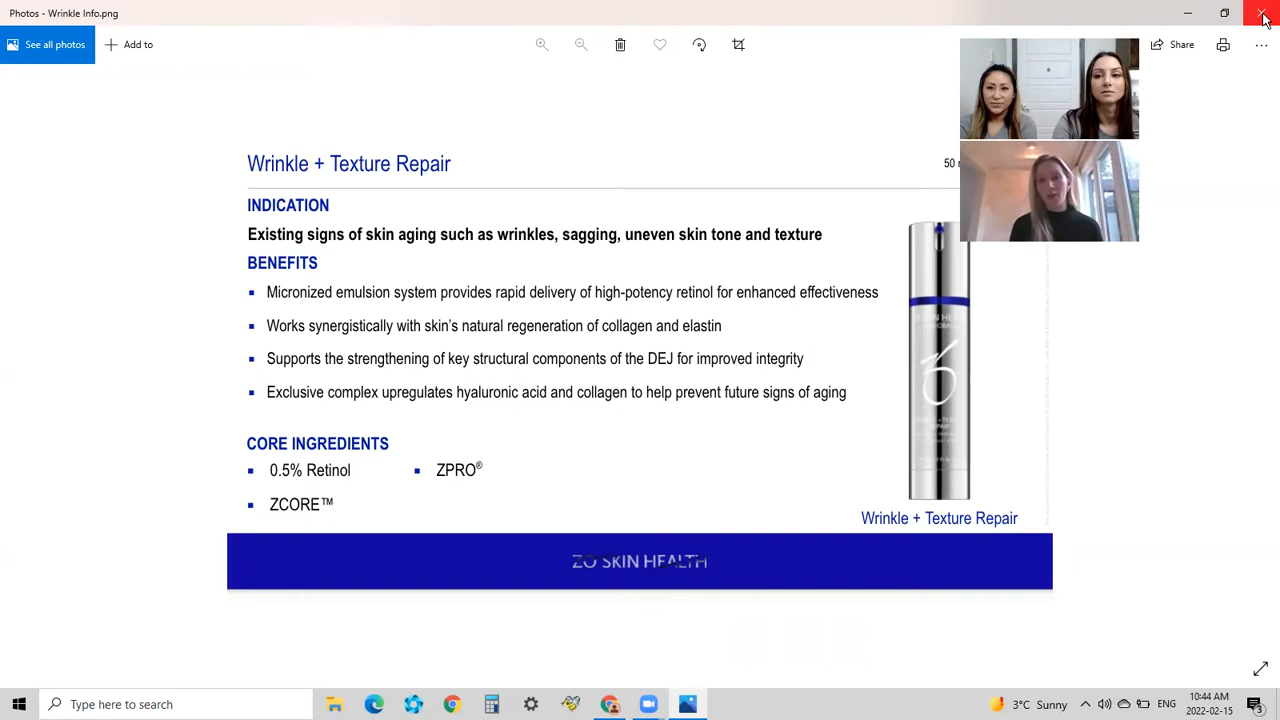 Photos - Wrinkle Info.png
See all photos
Add to
Share
Wrinkle + Texture Repair
50
INDICATION
Existing signs of skin aging such as wrinkles, sagging, uneven skin tone and texture
BENEFITS
▪ Micronized emulsion system provides rapid delivery of high-potency retinol for enhanced effectiveness
▪ Works synergistically with skin's natural regeneration of collagen and elastin
▪ Supports the strengthening of key structural components of the DEJ for improved integrity
▪ Exclusive complex upregulates hyaluronic acid and collagen to help prevent future signs of aging
CORE INGREDIENTS
▪ 0.5% Retinol ▪ ZPRO®
▪ ZCORE™
Wrinkle + Texture Repair
ZO SKIN HEALTH
Type here to search
3°C Sunny
ENG
10:44 AM
2022-02-15
3